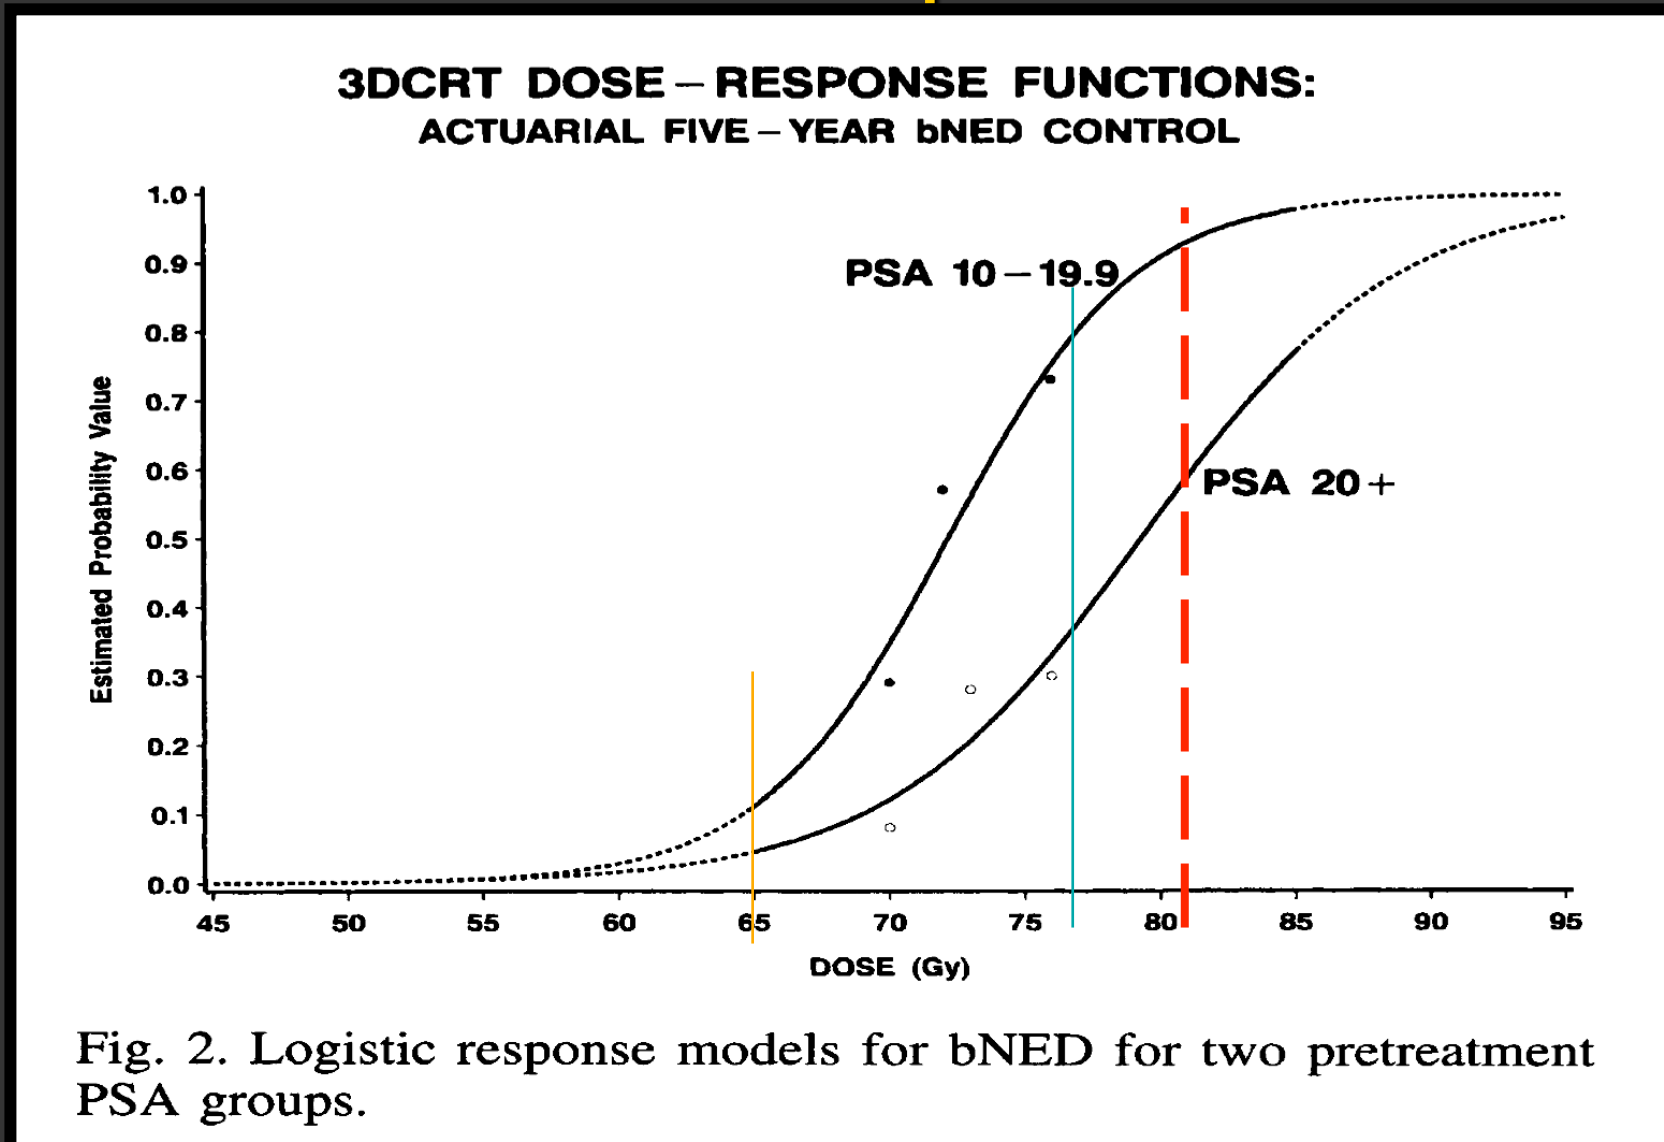 3DCRT DOSE – RESPONSE FUNCTIONS:
ACTUARIAL FIVE – YEAR bNED CONTROL
Estimated Probability Value
1.0
0.9
0.8
0.7
0.6
0.5
0.4
0.3
0.2
0.1
0.0
PSA 10 – 19.9
PSA 20 +
45 50 55 60 65 70 75 80 85 90 95
DOSE (Gy)
Fig. 2. Logistic response models for bNED for two pretreatment
PSA groups.